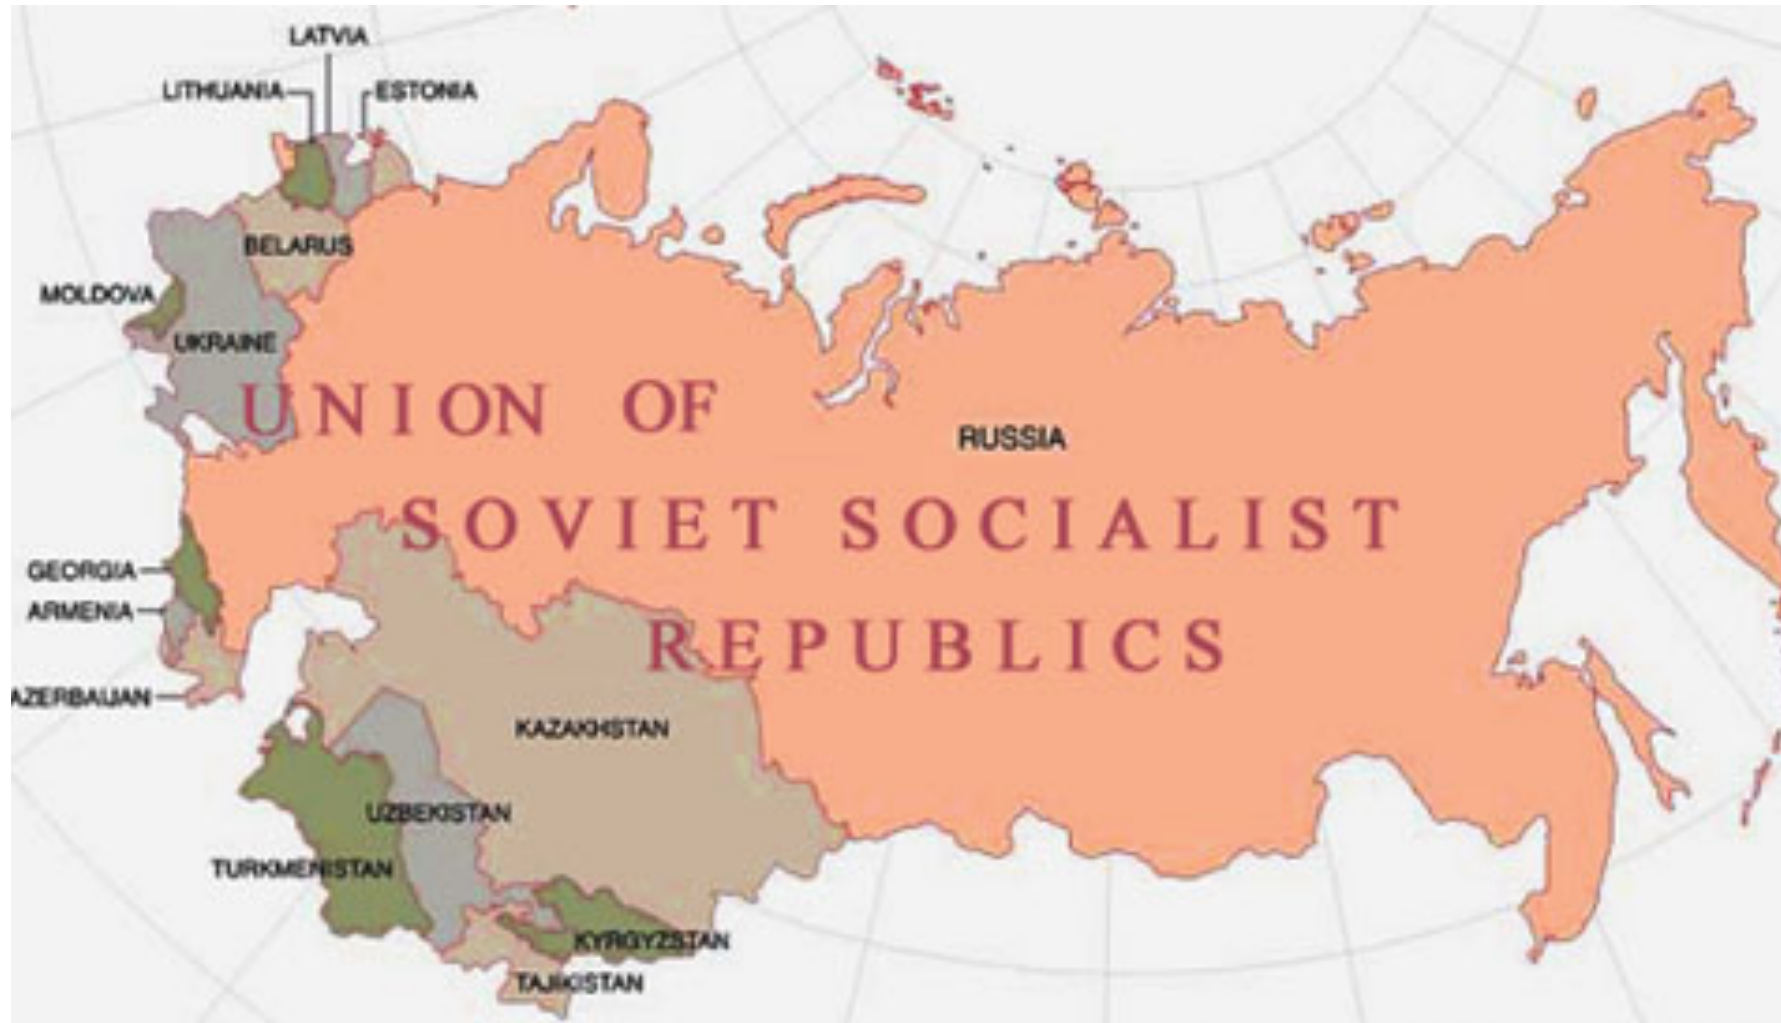 LATVIA
LITHUANIA
ESTONIA
BELARUS
MOLDOVA
UKRAINE
UNION OF
RUSSIA
SOVIET SOCIALIST
GEORGIA
ARMENIA
REPUBLICS
AZERBAIJAN
KAZAKHSTAN
UZBEKISTAN
TURKMENISTAN
KYRGYZSTAN
TAJIKISTAN